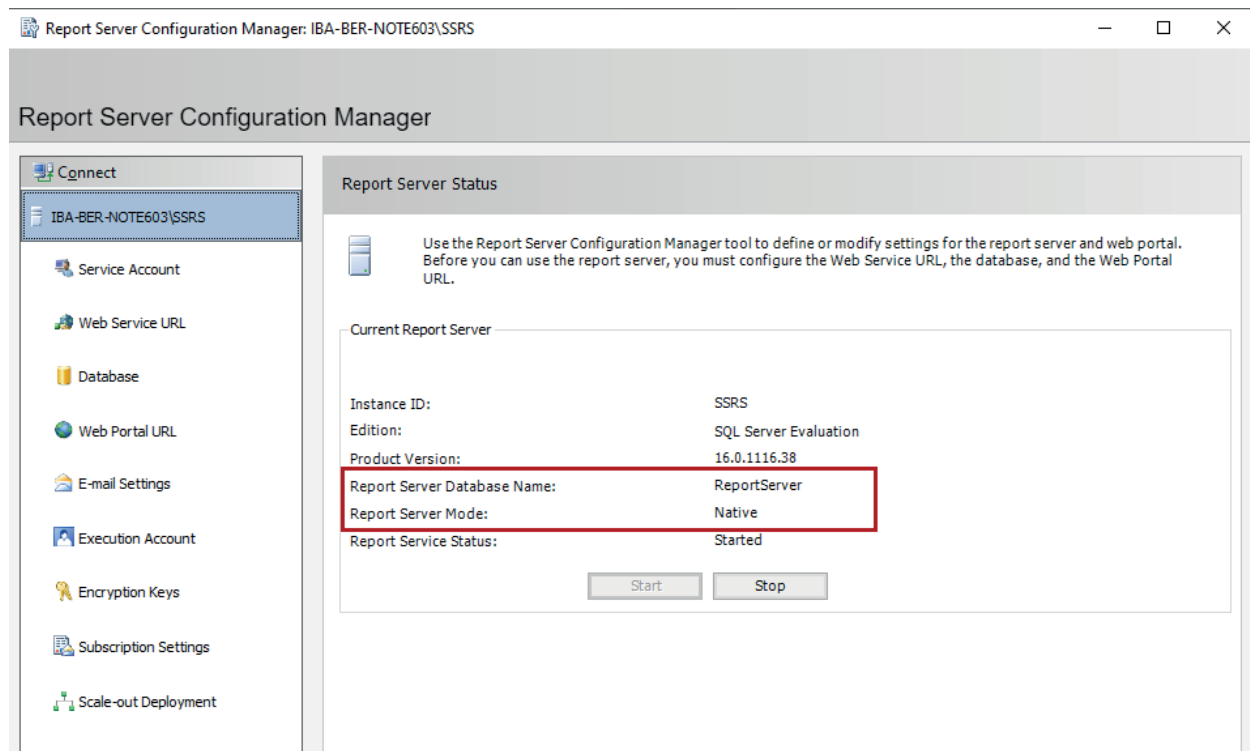 Report Server Configuration Manager: IBA-BER-NOTE603\SSRS
Report Server Configuration Manager
Connect
IBA-BER-NOTE603\SSRS
Service Account
Web Service URL
Database
Web Portal URL
E-mail Settings
Execution Account
Encryption Keys
Subscription Settings
Scale-out Deployment
Report Server Status
Use the Report Server Configuration Manager tool to define or modify settings for the report server and web portal.
Before you can use the report server, you must configure the Web Service URL, the database, and the Web Portal
URL.
Current Report Server
Instance ID: SSRS
Edition: SQL Server Evaluation
Product Version: 16.0.1116.38
Report Server Database Name: ReportServer
Report Server Mode: Native
Report Service Status: Started
Start Stop